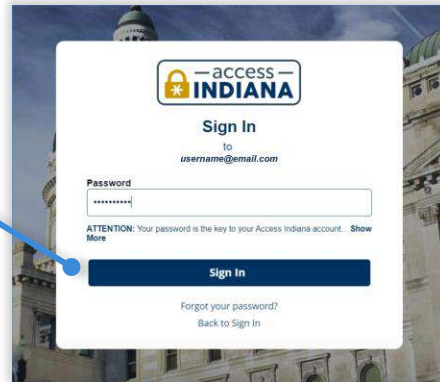 access
INDIANA
Sign In
to
username@email.com
Password
••••••••••
ATTENTION: Your password is the key to your Access Indiana account... Show
More
Sign In
Forgot your password?
Back to Sign In